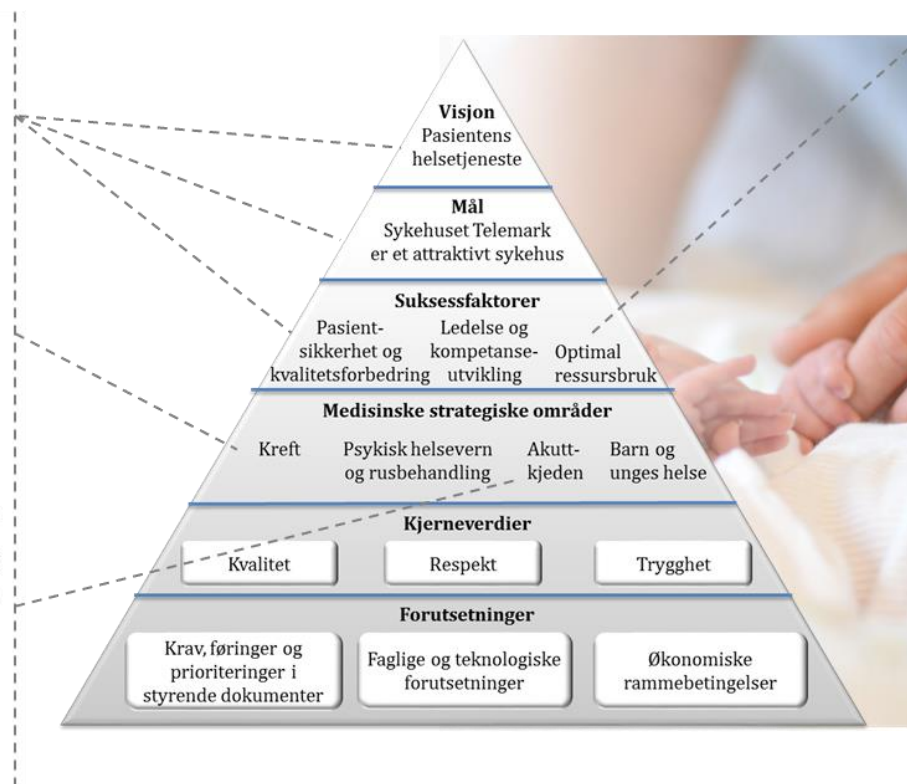 Visjon
Pasientens
helsetjeneste
Mål
Sykehuset Telemark
er et attraktivt sykehus
Suksessfaktorer
Pasient-
sikkerhet og
kvalitetsforbedring
Ledelse og
kompetanse-
utvikling
Optimal
ressursbruk
Medisinske strategiske områder
Kreft
Psykisk helsevern
og rusbehandling
Akutt-
kjeden
Barn og
unges helse
Kjerneverdier
Kvalitet
Respekt
Trygghet
Forutsetninger
Krav, føringer og
prioriteringer i
styrende dokumenter
Faglige og teknologiske
forutsetninger
Økonomiske
rammebetingelser